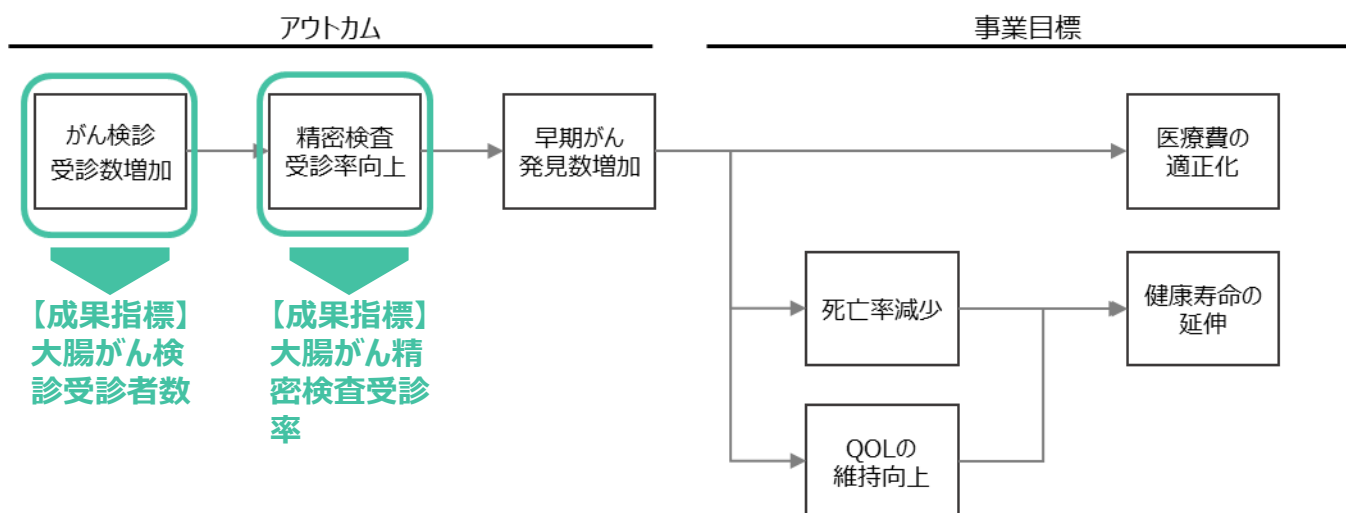 アウトカム
事業目標
がん検診
受診数増加
精密検査
受診率向上
早期がん
発見数増加
医療費の
適正化
死亡率減少
健康寿命の
延伸
QOLの
維持向上
【成果指標】
大腸がん検
診受診者数
【成果指標】
大腸がん精
密検査受診
率